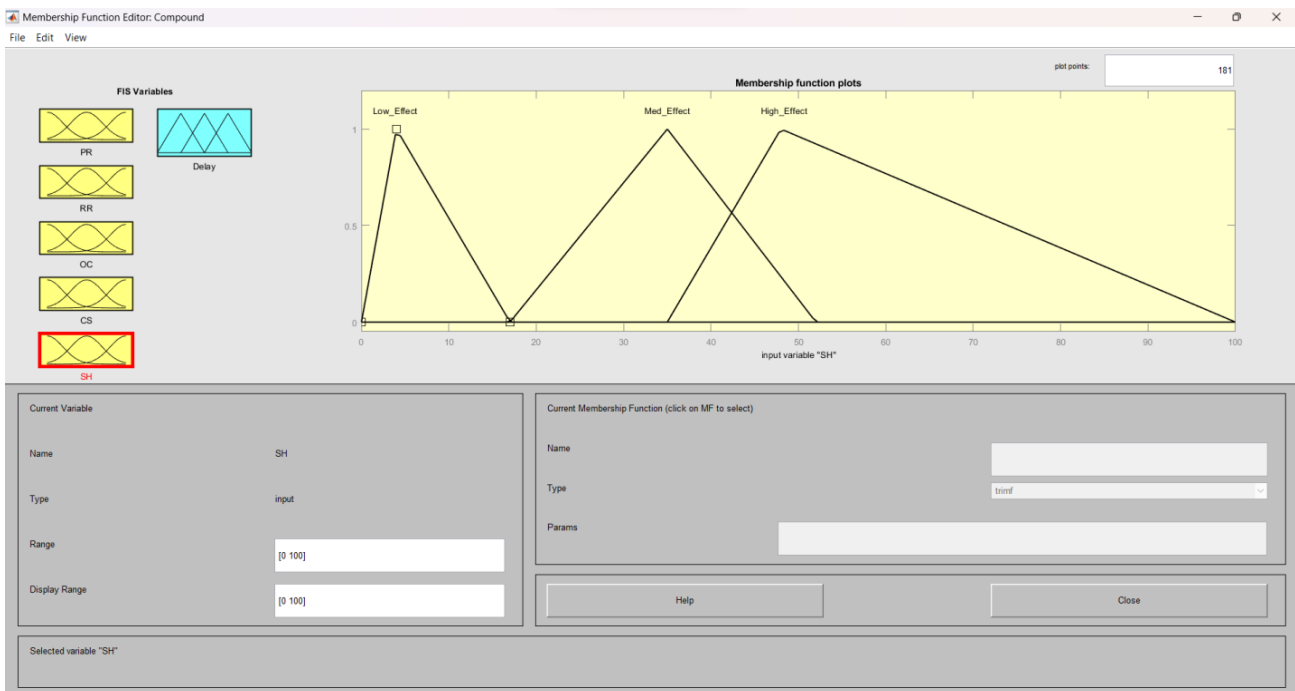 Membership Function Editor: Compound
File Edit View
FIS Variables
PR
RR
OC
CS
SH
Delay
plot points:
181
Membership function plots
Low_Effect
Med_Effect
High_Effect
1
0.5
0
0 10 20 30 40 50 60 70 80 90 100
input variable "SH"
Current Variable
Name SH
Type input
Range [0 100]
Display Range [0 100]
Current Membership Function (click on MF to select)
Name
Type trimf
Params
Help Close
Selected variable "SH"